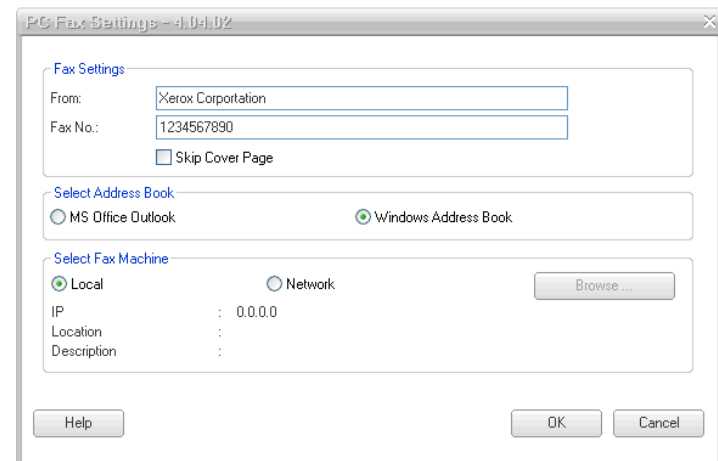 PC Fax Settings - 4.04.02
Fax Settings
From: Xerox Corportation
Fax No.: 1234567890
Skip Cover Page
Select Address Book
MS Office Outlook Windows Address Book
Select Fax Machine
Local Network Browse ...
IP : 0.0.0.0
Location :
Description :
Help OK Cancel